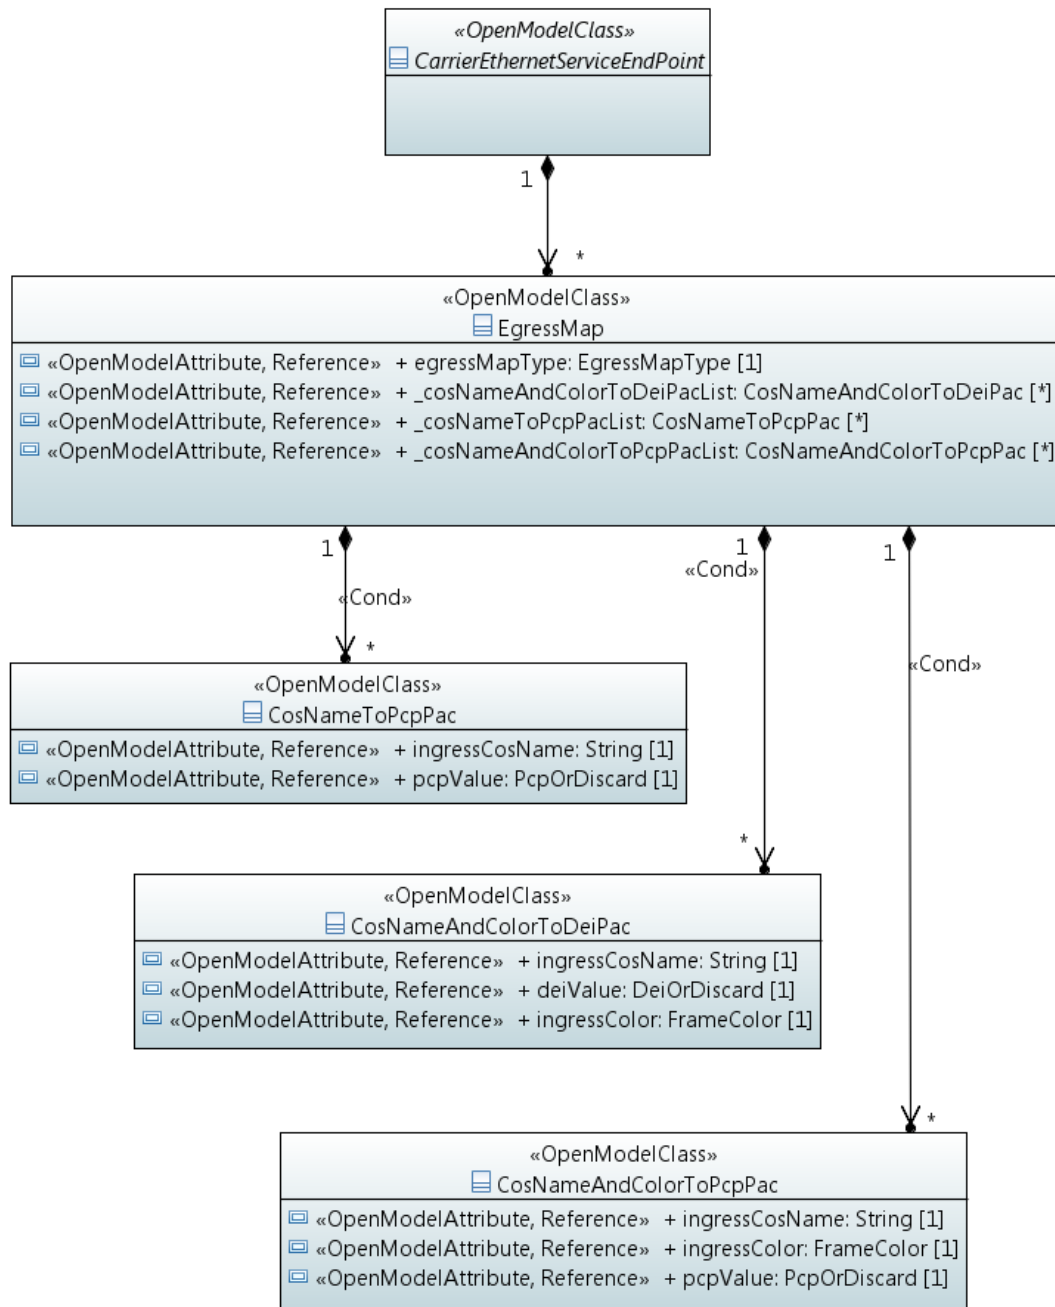 «OpenModelClass»
CarrierEthernetServiceEndPoint
1
*
«OpenModelClass»
EgressMap
«OpenModelAttribute, Reference» + egressMapType: EgressMapType [1]
«OpenModelAttribute, Reference» + _cosNameAndColorToDeiPacList: CosNameAndColorToDeiPac [*]
«OpenModelAttribute, Reference» + _cosNameToPcpPacList: CosNameToPcpPac [*]
«OpenModelAttribute, Reference» + _cosNameAndColorToPcpPacList: CosNameAndColorToPcpPac [*]
1
1
1
«Cond»
«Cond»
*
«Cond»
«OpenModelClass»
CosNameToPcpPac
«OpenModelAttribute, Reference» + ingressCosName: String [1]
«OpenModelAttribute, Reference» + pcpValue: PcpOrDiscard [1]
*
«OpenModelClass»
CosNameAndColorToDeiPac
«OpenModelAttribute, Reference» + ingressCosName: String [1]
«OpenModelAttribute, Reference» + deiValue: DeiOrDiscard [1]
«OpenModelAttribute, Reference» + ingressColor: FrameColor [1]
*
«OpenModelClass»
CosNameAndColorToPcpPac
«OpenModelAttribute, Reference» + ingressCosName: String [1]
«OpenModelAttribute, Reference» + ingressColor: FrameColor [1]
«OpenModelAttribute, Reference» + pcpValue: PcpOrDiscard [1]